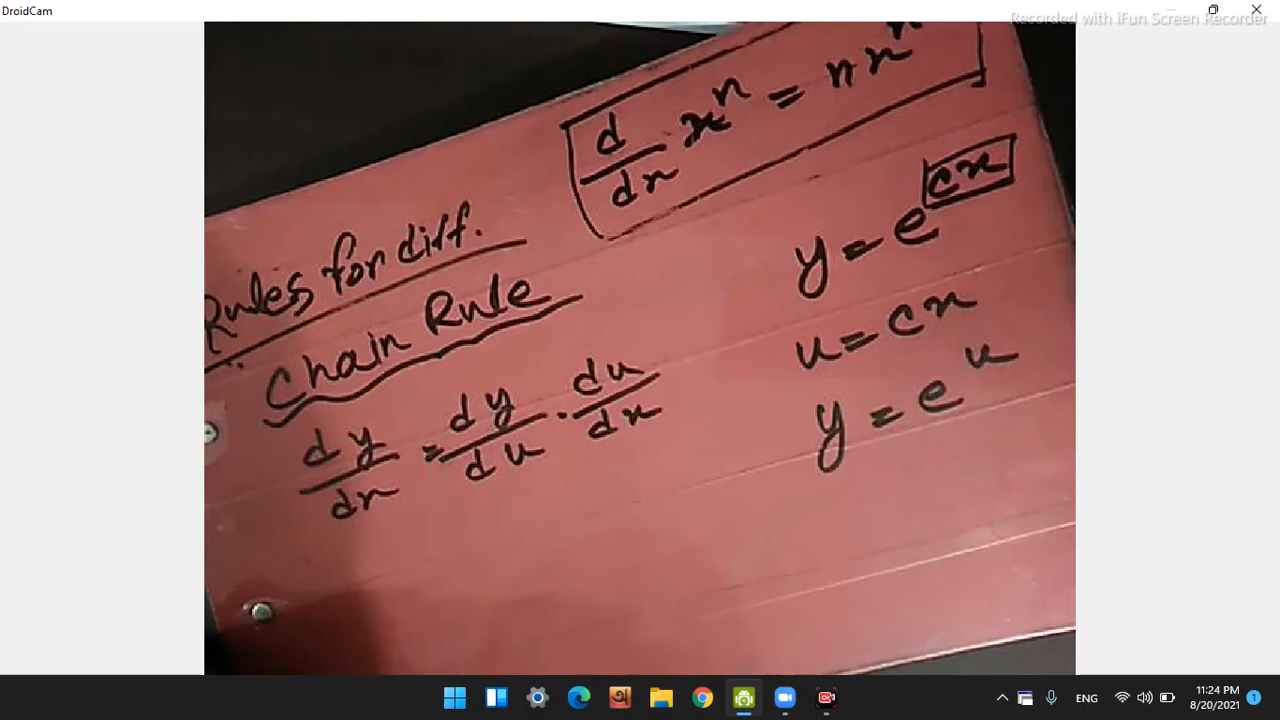 DroidCam
Recorded with iFun Screen Recorder
d/dx x^n = n x^n
Rules for diff.
Chain Rule
dy/dx = dy/du . du/dx
y = e^cx
u = cx
y = e^u
ENG
11:24 PM
8/20/2021
1